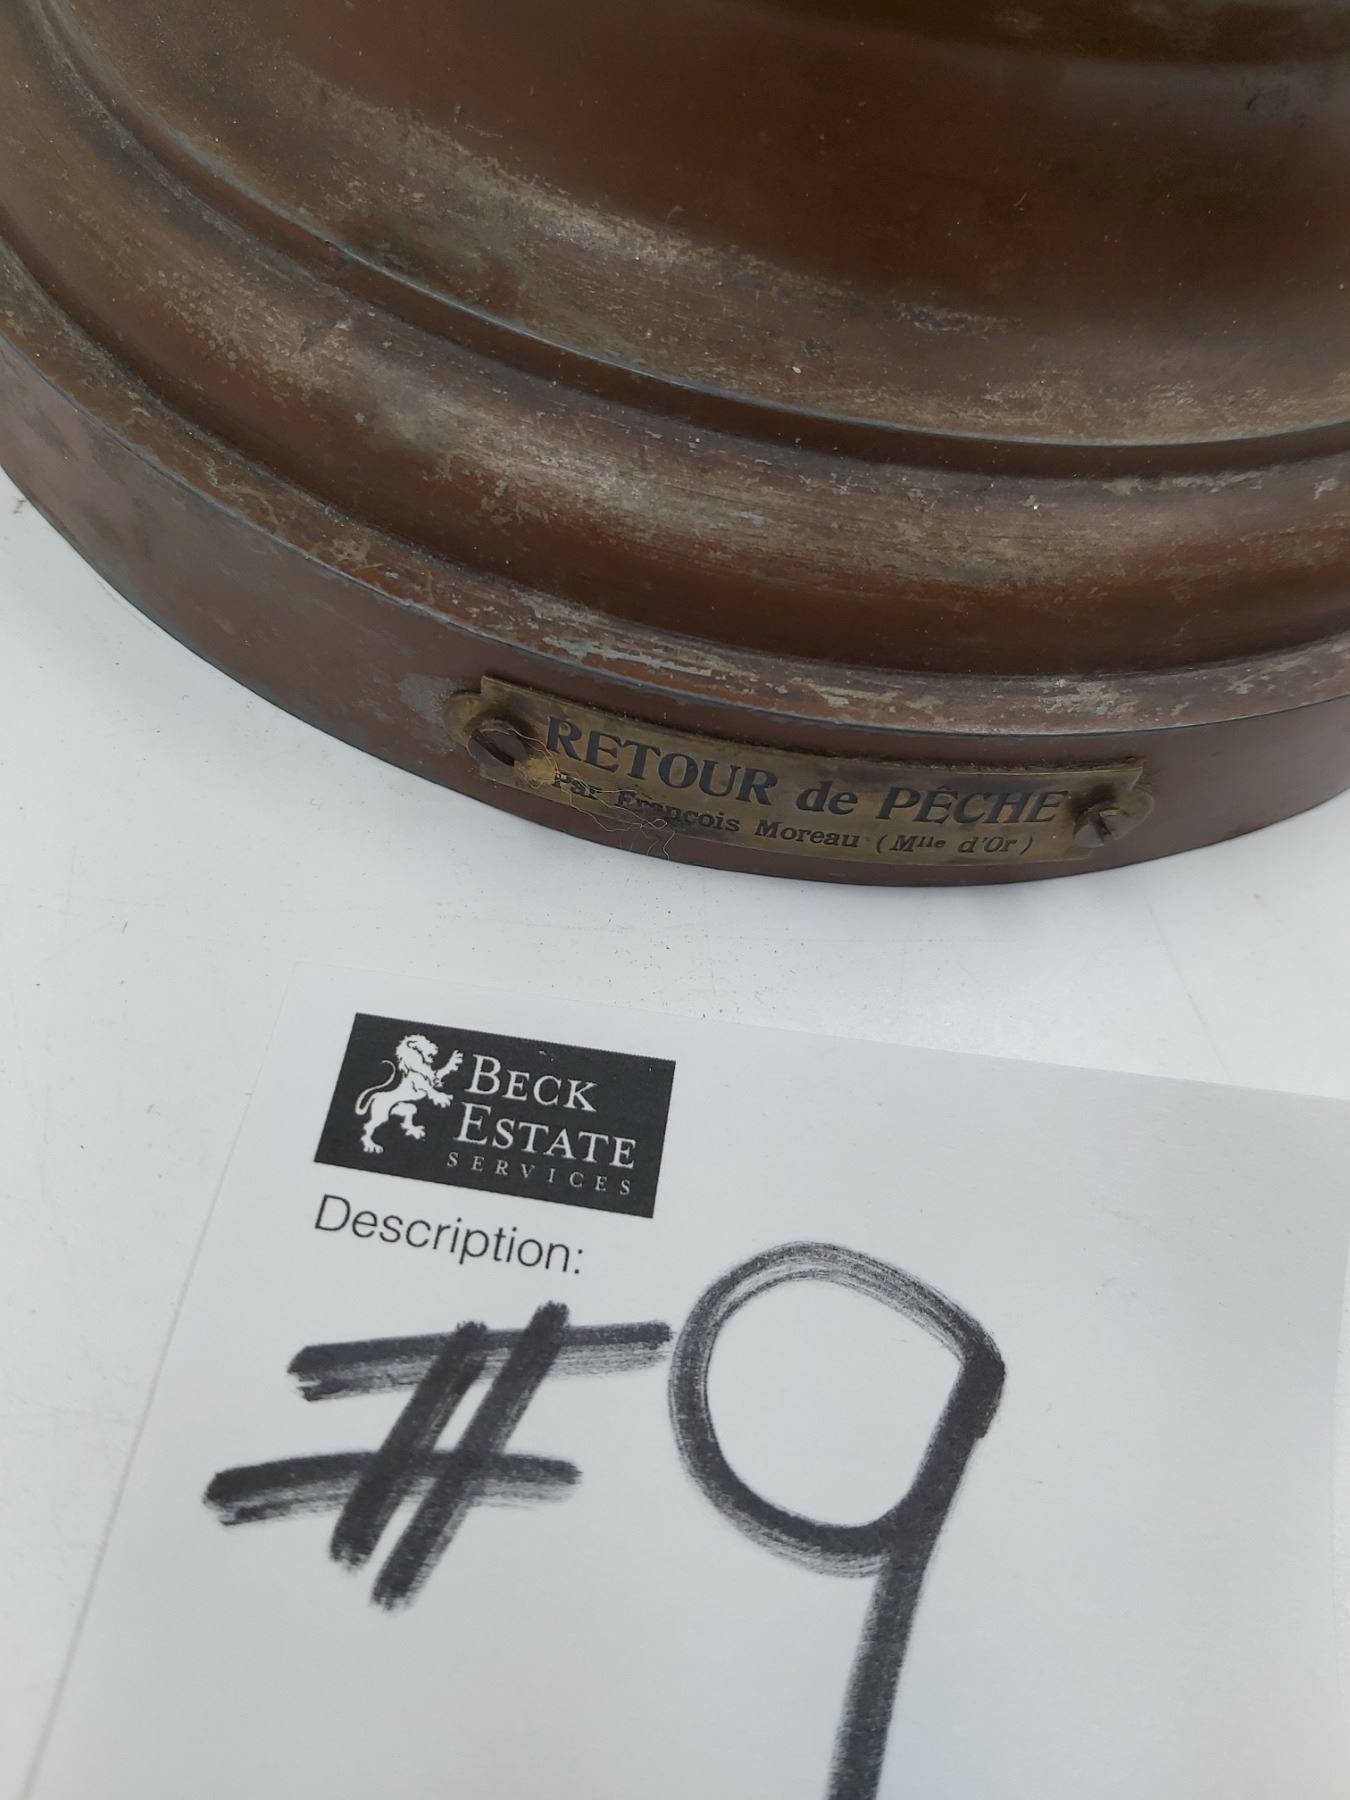 RETOUR de PÊCHE
Par François Moreau (Mlle d'Or)
BECK
ESTATE
SERVICES
Description:
#9